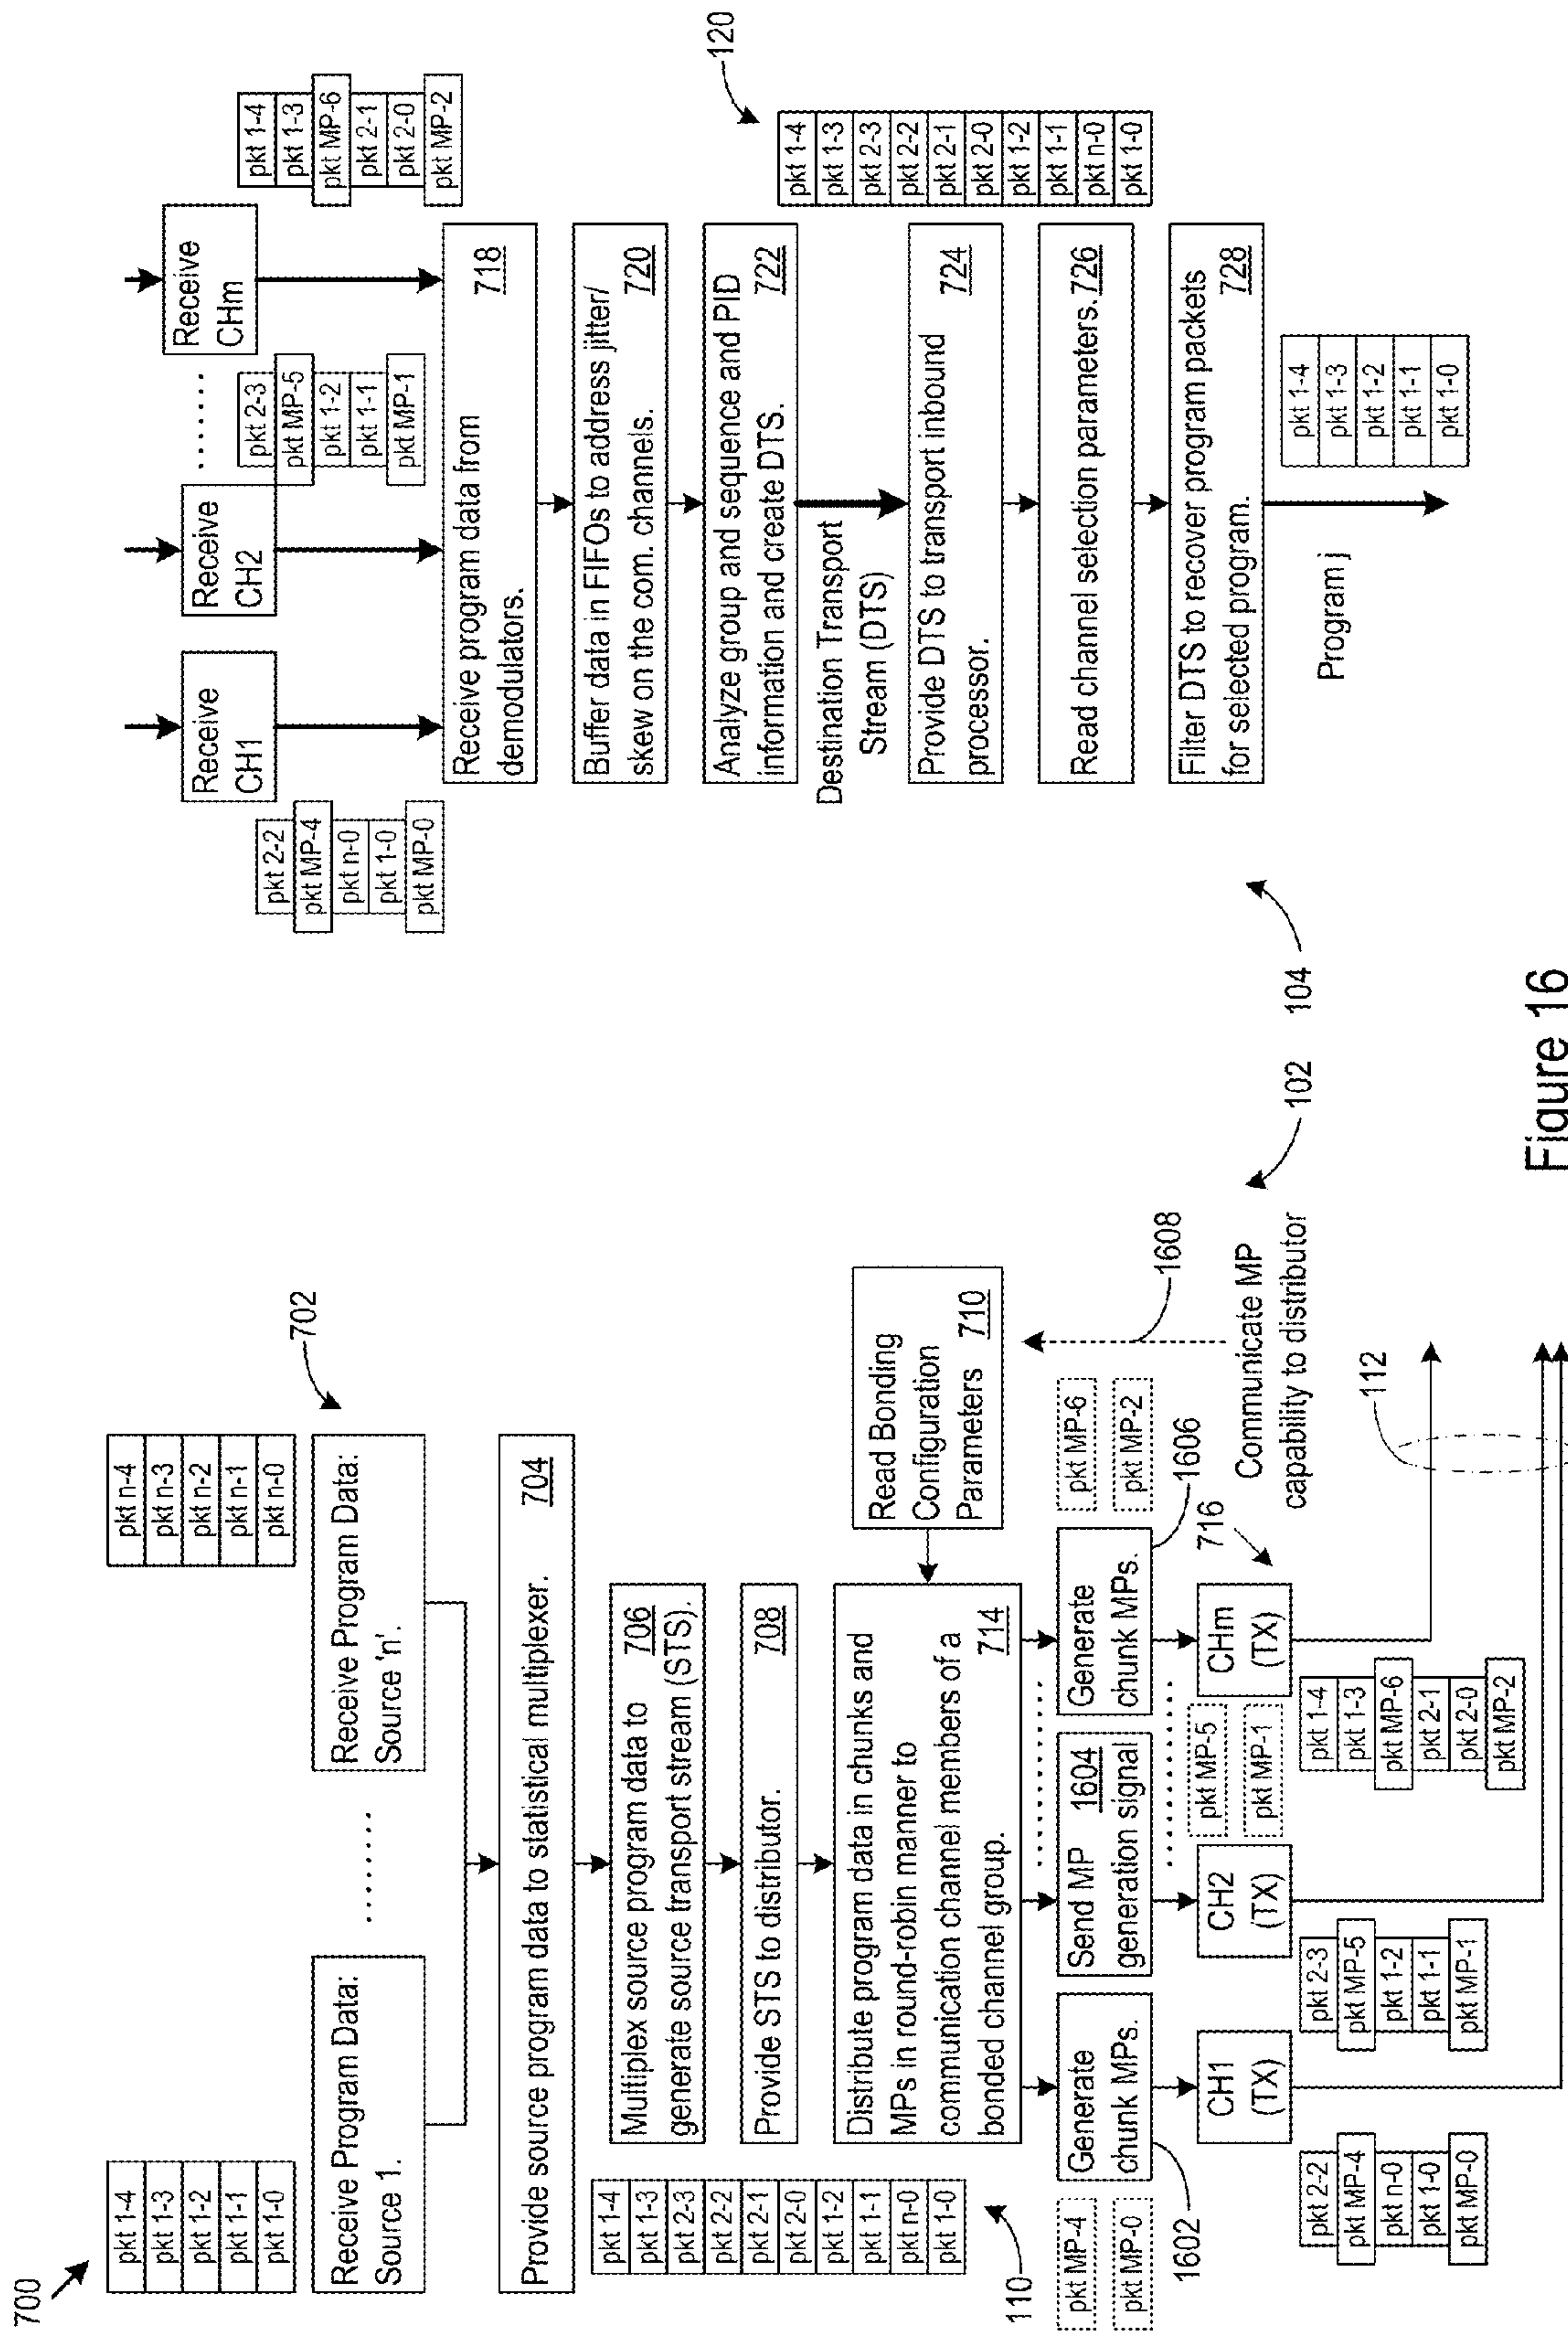 700
pkt 1-4
pkt 1-3
pkt 1-2
pkt 1-1
pkt 1-0
pkt n-4
pkt n-3
pkt n-2
pkt n-1
pkt n-0
702
Receive Program Data:
Source 1.
.......
Receive Program Data:
Source 'n'.
Provide source program data to statistical multiplexer. 704
pkt 1-4
pkt 1-3
pkt 2-3
pkt 2-2
pkt 2-1
pkt 2-0
pkt 1-2
pkt 1-1
pkt n-0
pkt 1-0
110
Multiplex source program data to 706
generate source transport stream (STS).
Provide STS to distributor. 708
Distribute program data in chunks and
MPs in round-robin manner to
communication channel members of a
bonded channel group. 714
Read Bonding
Configuration
Parameters 710
1608
Communicate MP
capability to distributor
pkt MP-4
pkt MP-0
1602
Generate
chunk MPs.
Send MP 1604
generation signal
Generate
chunk MPs.
pkt MP-6
pkt MP-2
1606
pkt MP-5
pkt MP-1
716
CH1
(TX)
CH2
(TX)
CHm
(TX)
pkt 2-2
pkt MP-4
pkt n-0
pkt 1-0
pkt MP-0
pkt 2-3
pkt MP-5
pkt 1-2
pkt 1-1
pkt MP-1
pkt 1-4
pkt 1-3
pkt MP-6
pkt 2-1
pkt 2-0
pkt MP-2
112
102
104
Receive
CH1
Receive
CH2
.......
Receive
CHm
pkt 2-2
pkt MP-4
pkt n-0
pkt 1-0
pkt MP-0
pkt 2-3
pkt MP-5
pkt 1-2
pkt 1-1
pkt MP-1
pkt 1-4
pkt 1-3
pkt MP-6
pkt 2-1
pkt 2-0
pkt MP-2
Receive program data from
demodulators. 718
Buffer data in FIFOs to address jitter/
skew on the com. channels. 720
Analyze group and sequence and PID
information and create DTS. 722
Destination Transport
Stream (DTS)
120
pkt 1-4
pkt 1-3
pkt 2-3
pkt 2-2
pkt 2-1
pkt 2-0
pkt 1-2
pkt 1-1
pkt n-0
pkt 1-0
Provide DTS to transport inbound
processor. 724
Read channel selection parameters. 726
Filter DTS to recover program packets
for selected program. 728
Program j
pkt 1-4
pkt 1-3
pkt 1-2
pkt 1-1
pkt 1-0
Figure 16